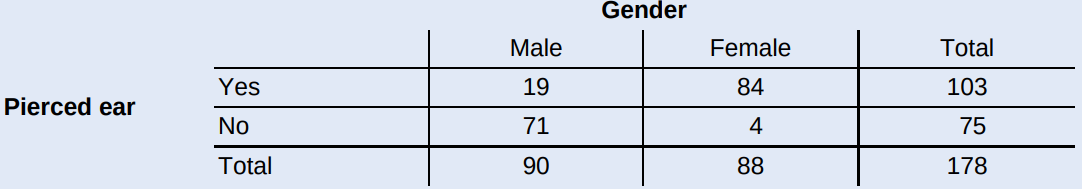 Gender
Male Female Total
Pierced ear
Yes 19 84 103
No 71 4 75
Total 90 88 178